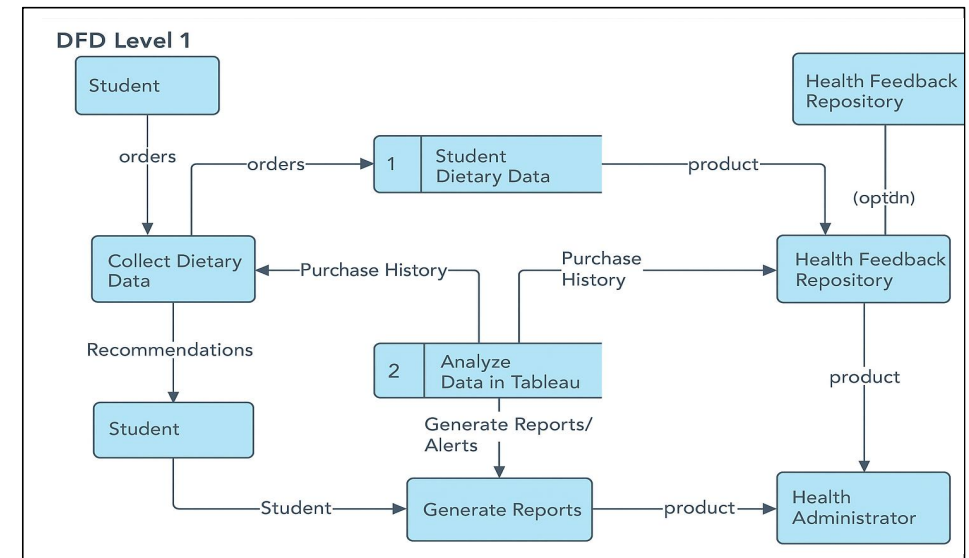 DFD Level 1
Student
Health Feedback
Repository
orders
orders
1
Student
Dietary Data
product
(optdn)
Collect Dietary
Data
Purchase History
Purchase
History
Health Feedback
Repository
Recommendations
2
Analyze
Data in Tableau
product
Student
Generate Reports/
Alerts
Student
Generate Reports
product
Health
Administrator